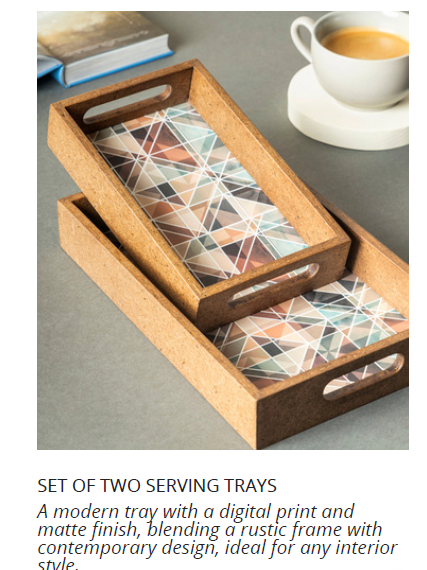 SET OF TWO SERVING TRAYS
A modern tray with a digital print and
matte finish, blending a rustic frame with
contemporary design, ideal for any interior
style.